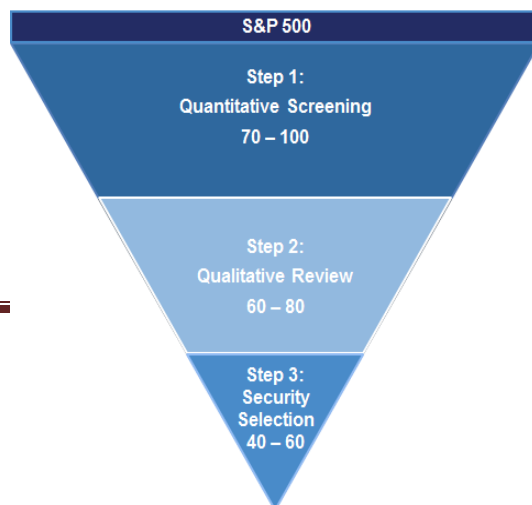 S&P 500
Step 1:
Quantitative Screening
70 – 100
Step 2:
Qualitative Review
60 – 80
Step 3:
Security
Selection
40 – 60